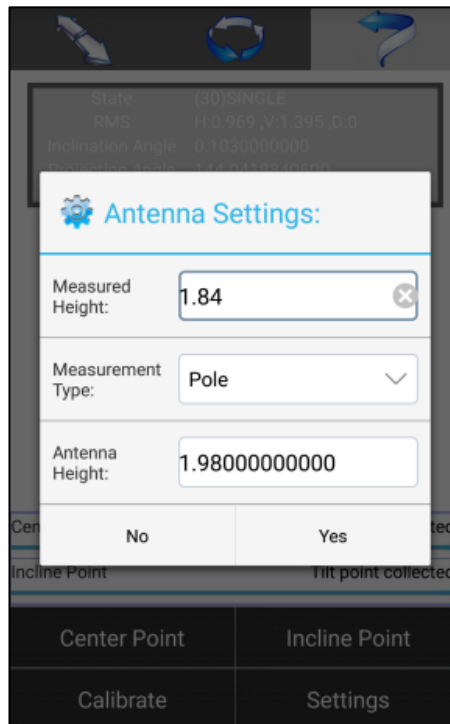 State (30)SINGLE
RMS H:0.969 ,V:1.395 ,D:0
Inclination Angle 0.1030000000
Antenna Settings:
Measured Height: 1.84
Measurement Type: Pole
Antenna Height: 1.98000000000
No Yes
Incline Point Tilt point collected
Center Point Incline Point
Calibrate Settings